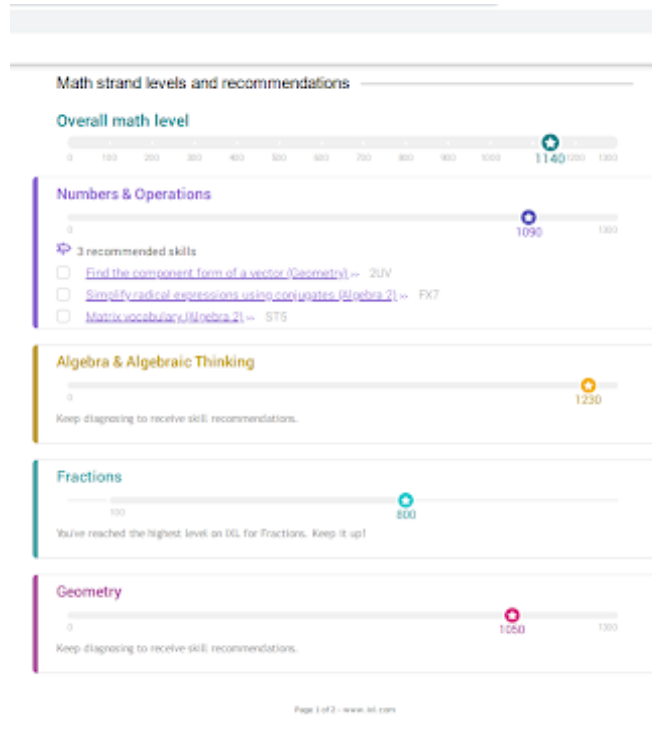 Math strand levels and recommendations
Overall math level
0 100 200 300 400 500 600 700 800 900 1000 1140 1200 1300
Numbers & Operations
0 1090 1300
3 recommended skills
Find the component form of a vector (Geometry) >> 2UV
Simplify radical expressions using conjugates (Algebra 2) >> FX7
Matrix vocabulary (Algebra 2) >> ST5
Algebra & Algebraic Thinking
0 1230
Keep diagnosing to receive skill recommendations.
Fractions
100 800
You've reached the highest level on IXL for Fractions. Keep it up!
Geometry
0 1050 1300
Keep diagnosing to receive skill recommendations.
Page 1 of 2 - www.ixl.com